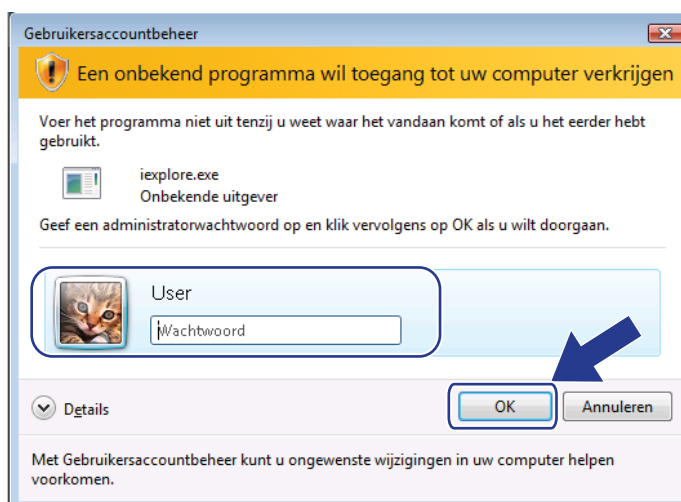 Gebruikersaccountbeheer
Een onbekend programma wil toegang tot uw computer verkrijgen
Voer het programma niet uit tenzij u weet waar het vandaan komt of als u het eerder hebt
gebruikt.
iexplore.exe
Onbekende uitgever
Geef een administratorwachtwoord op en klik vervolgens op OK als u wilt doorgaan.
User
Wachtwoord
Details
OK
Annuleren
Met Gebruikersaccountbeheer kunt u ongewenste wijzigingen in uw computer helpen
voorkomen.